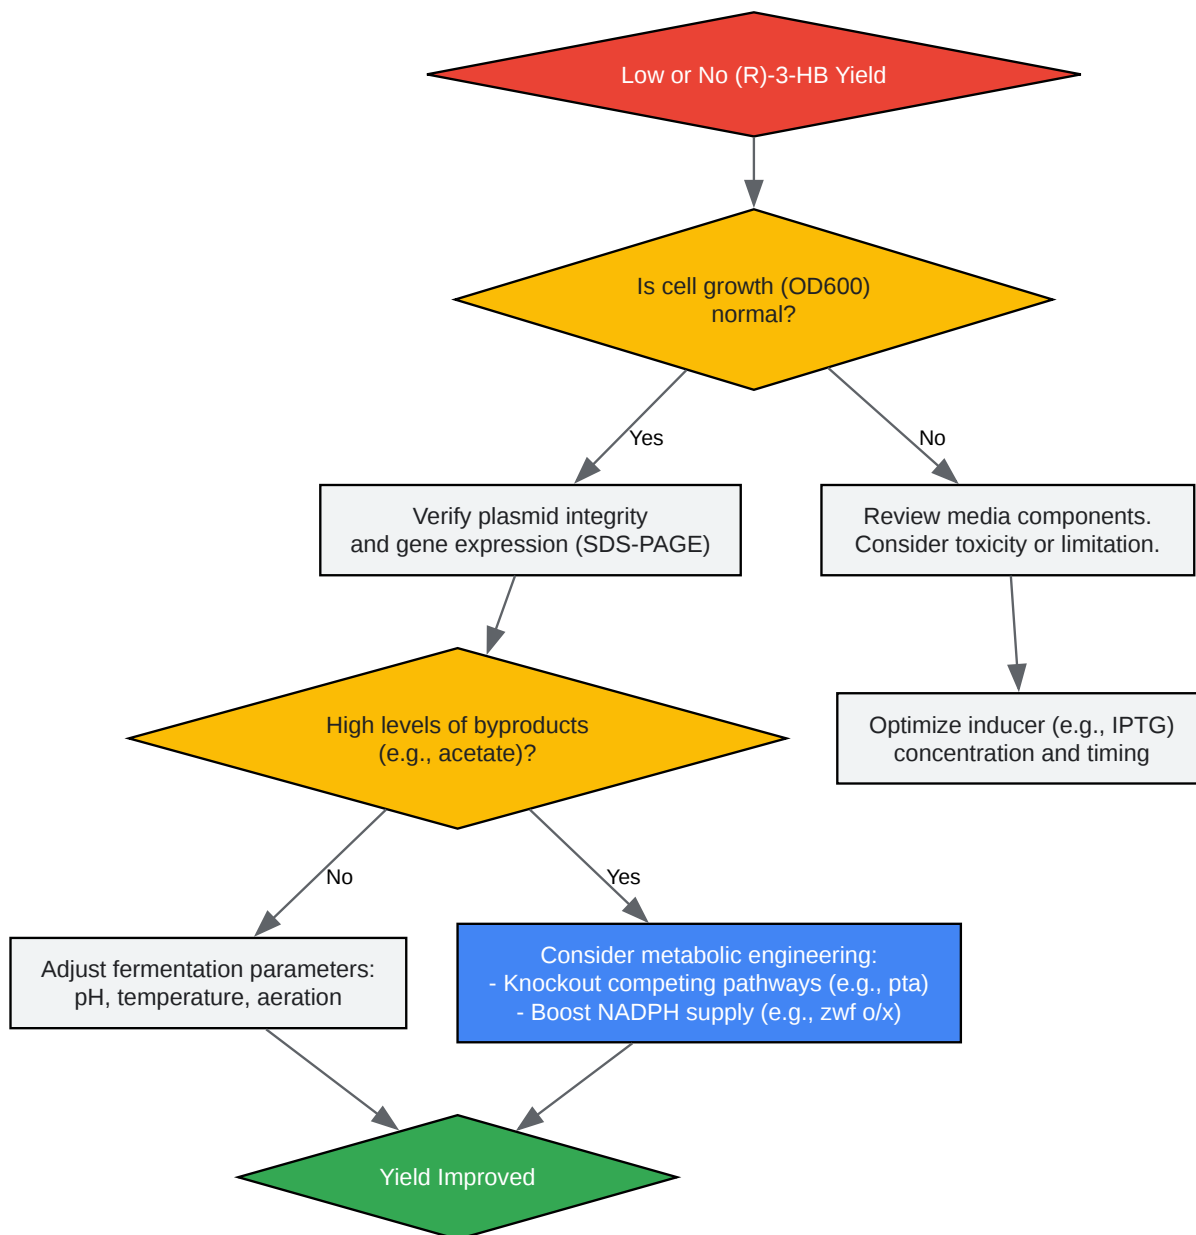 Low or No (R)-3-HB Yield
Is cell growth (OD600)
normal?
Yes
No
Verify plasmid integrity
and gene expression (SDS-PAGE)
Review media components.
Consider toxicity or limitation.
High levels of byproducts
(e.g., acetate)?
Optimize inducer (e.g., IPTG)
concentration and timing
No
Yes
Adjust fermentation parameters:
pH, temperature, aeration
Consider metabolic engineering:
- Knockout competing pathways (e.g., pta)
- Boost NADPH supply (e.g., zwf o/x)
Yield Improved